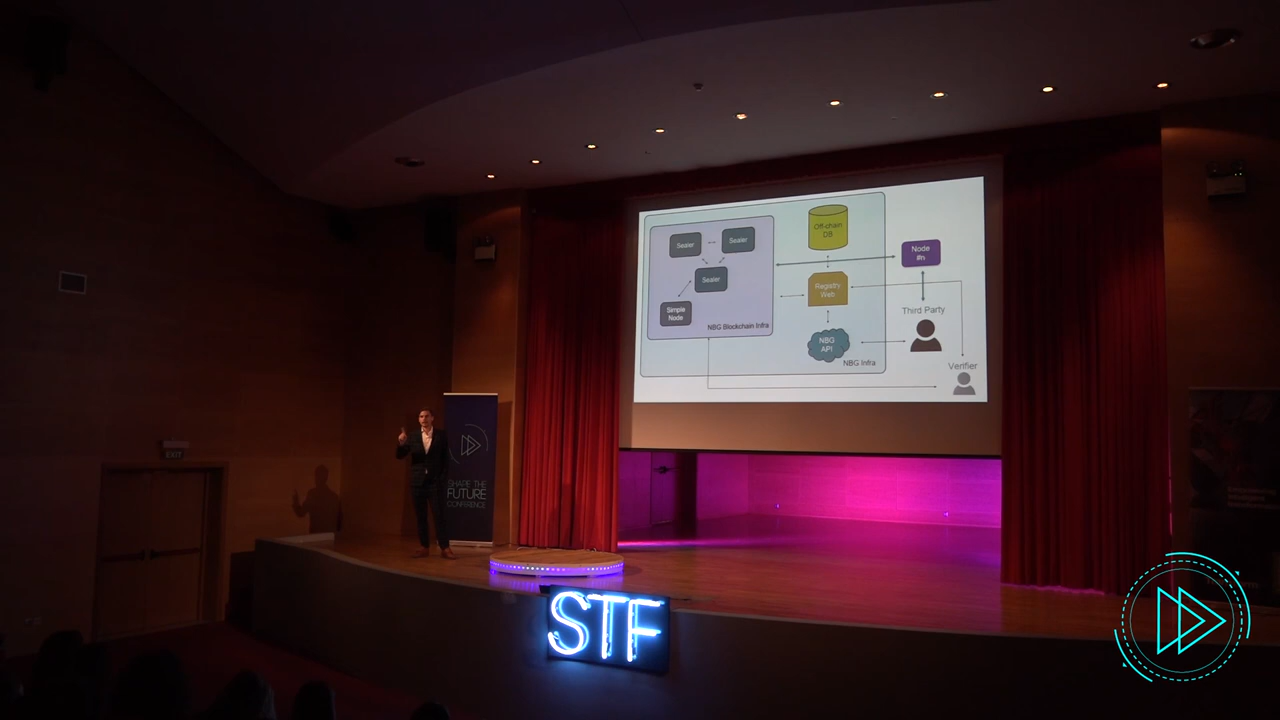 Off-chain
DB
Sealer
Sealer
Node
#n
Sealer
Registry
Web
Simple
Node
Third Party
NBG Blockchain Infra
NBG
API
NBG Infra
Verifier
SHAPE THE
FUTURE
CONFERENCE
EXIT
STF